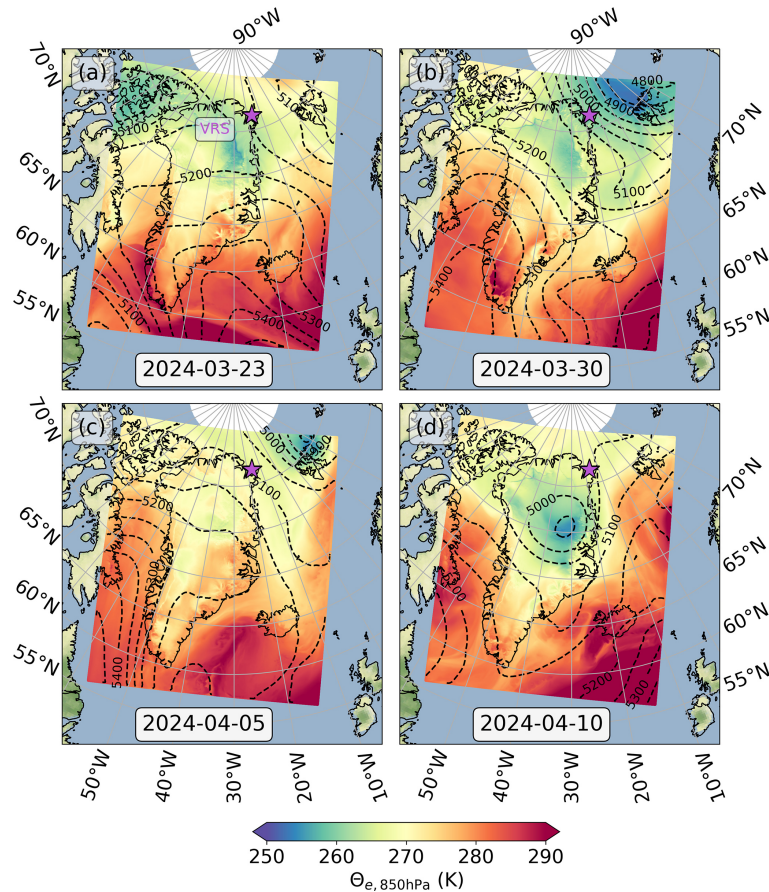 90°W 90°W
70°N (a) (b)
5100 5100 VRS 5200 5300 5400 5100
4800 4900 5000 5200 5100 5400 5200
65°N 70°N
60°N 65°N
55°N 60°N
55°N
2024-03-23 2024-03-30
70°N (c) (d)
5000 4900 5100 5200 5300 5400
5000 5100 5200 5300
65°N 70°N
60°N 65°N
55°N 60°N
55°N
2024-04-05 2024-04-10
50°W 40°W 30°W 20°W 10°W 50°W 40°W 30°W 20°W 10°W
250 260 270 280 290
Θe, 850hPa (K)